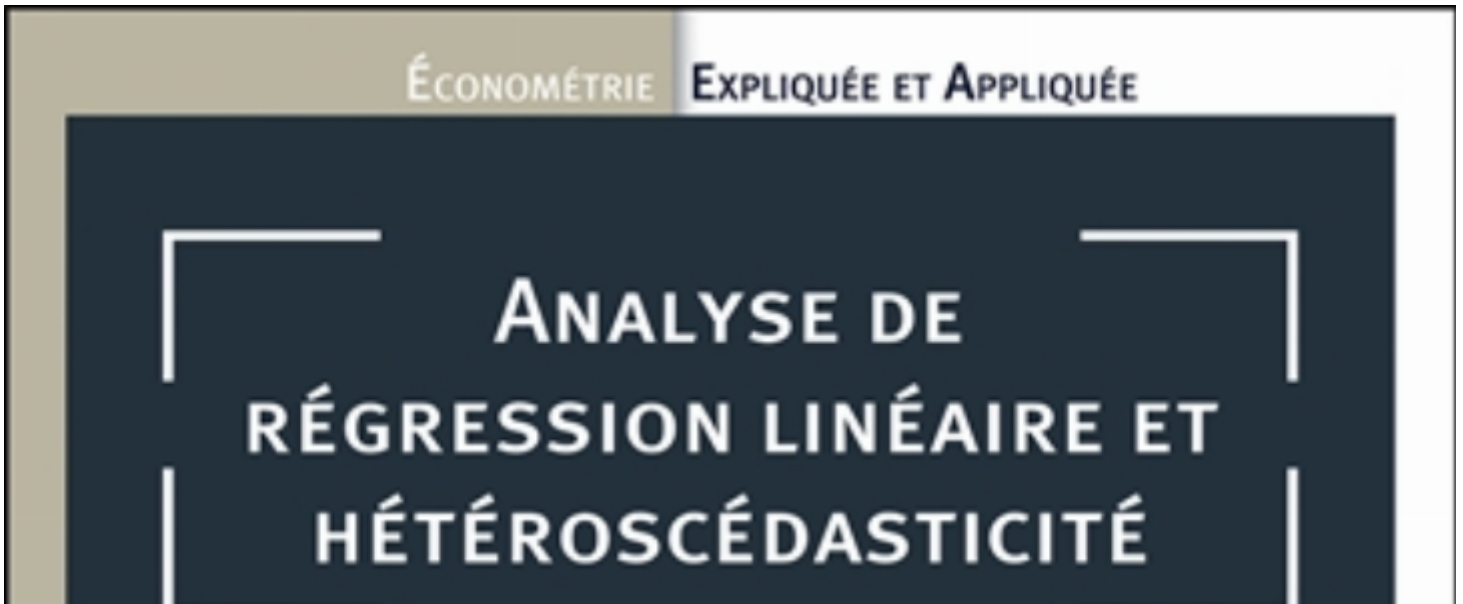 Économétrie Expliquée et Appliquée
Analyse de
régression linéaire et
hétéroscédasticité